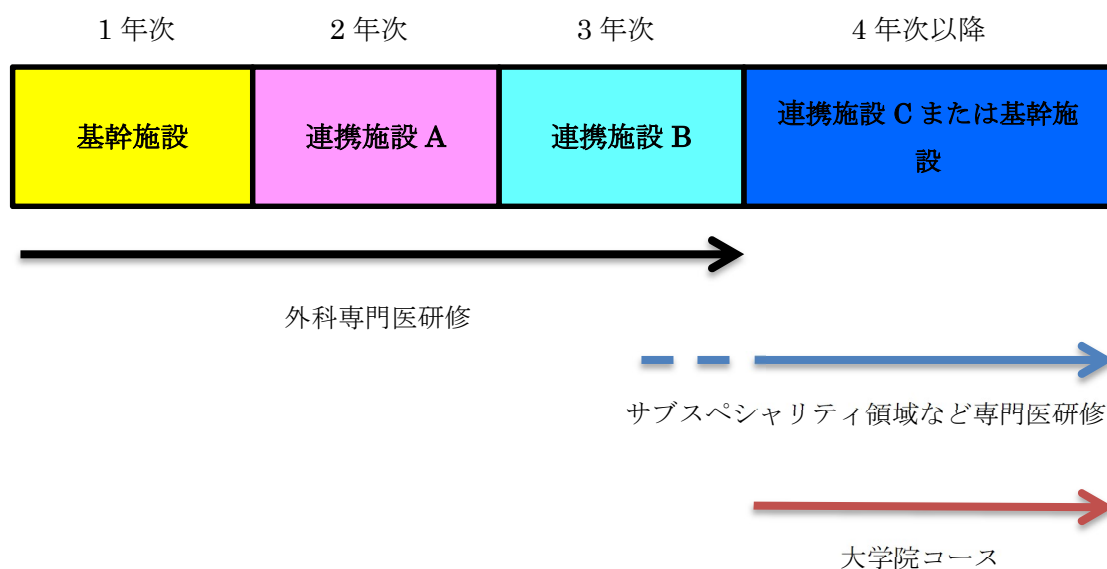 1 年次
2 年次
3 年次
4 年次以降
基幹施設
連携施設 A
連携施設 B
連携施設 C または基幹施
設
外科専門医研修
サブスペシャリティ領域など専門医研修
大学院コース